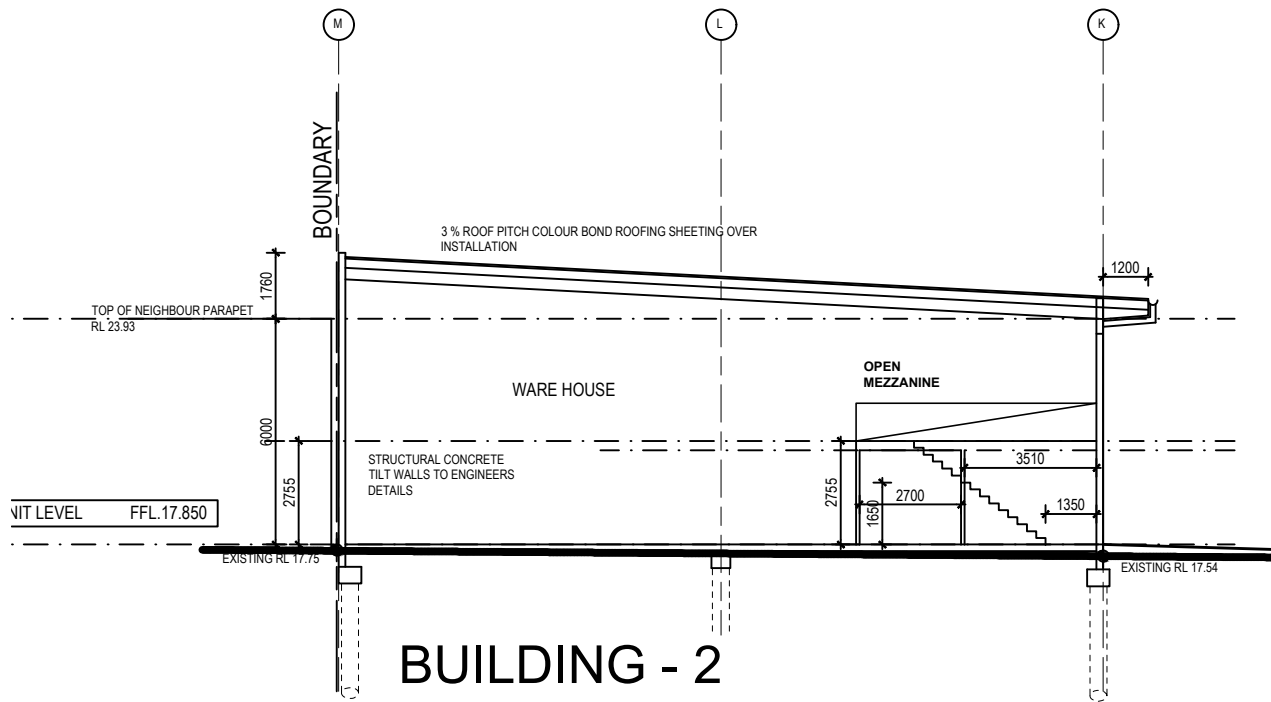 M
L
K
BOUNDARY
3 % ROOF PITCH COLOUR BOND ROOFING SHEETING OVER
INSTALLATION
1200
1760
TOP OF NEIGHBOUR PARAPET
RL 23.93
OPEN
MEZZANINE
WARE HOUSE
6000
STRUCTURAL CONCRETE
TILT WALLS TO ENGINEERS
DETAILS
2755
2755
3510
2700
1650
1350
NIT LEVEL FFL.17.850
EXISTING RL 17.75
EXISTING RL 17.54
BUILDING - 2